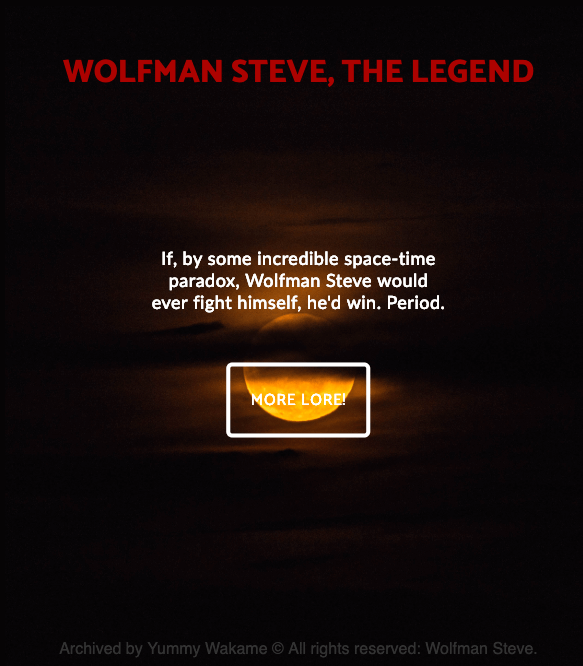 WOLFMAN STEVE, THE LEGEND
If, by some incredible space-time
paradox, Wolfman Steve would
ever fight himself, he'd win. Period.
MORE LORE!
Archived by Yummy Wakame © All rights reserved: Wolfman Steve.